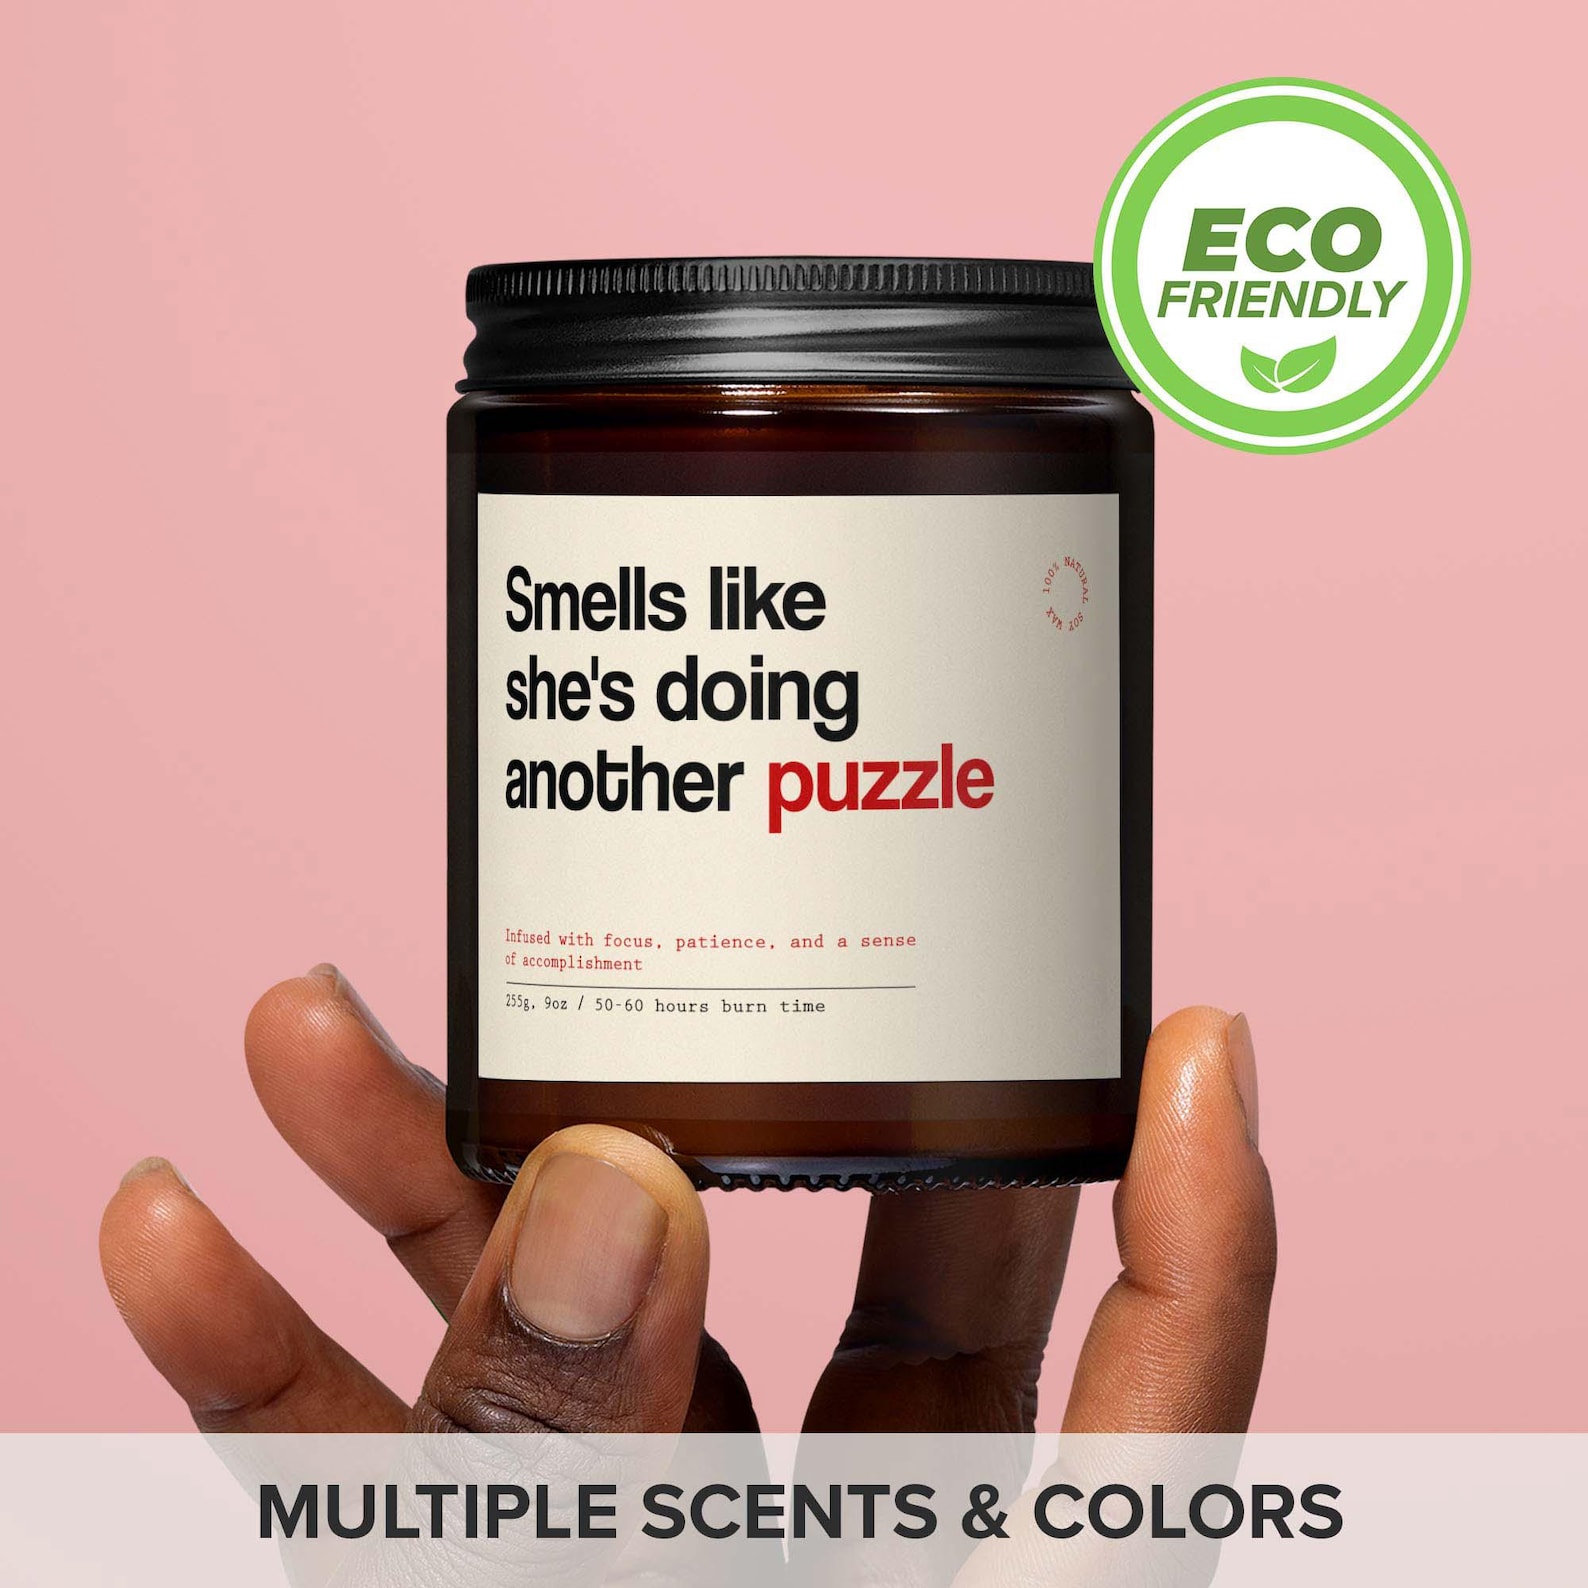 ECO
FRIENDLY
Smells like
she's doing
another puzzle
100% NATURAL SOY WAX
Infused with focus, patience, and a sense
of accomplishment
255g, 9oz / 50-60 hours burn time
MULTIPLE SCENTS & COLORS